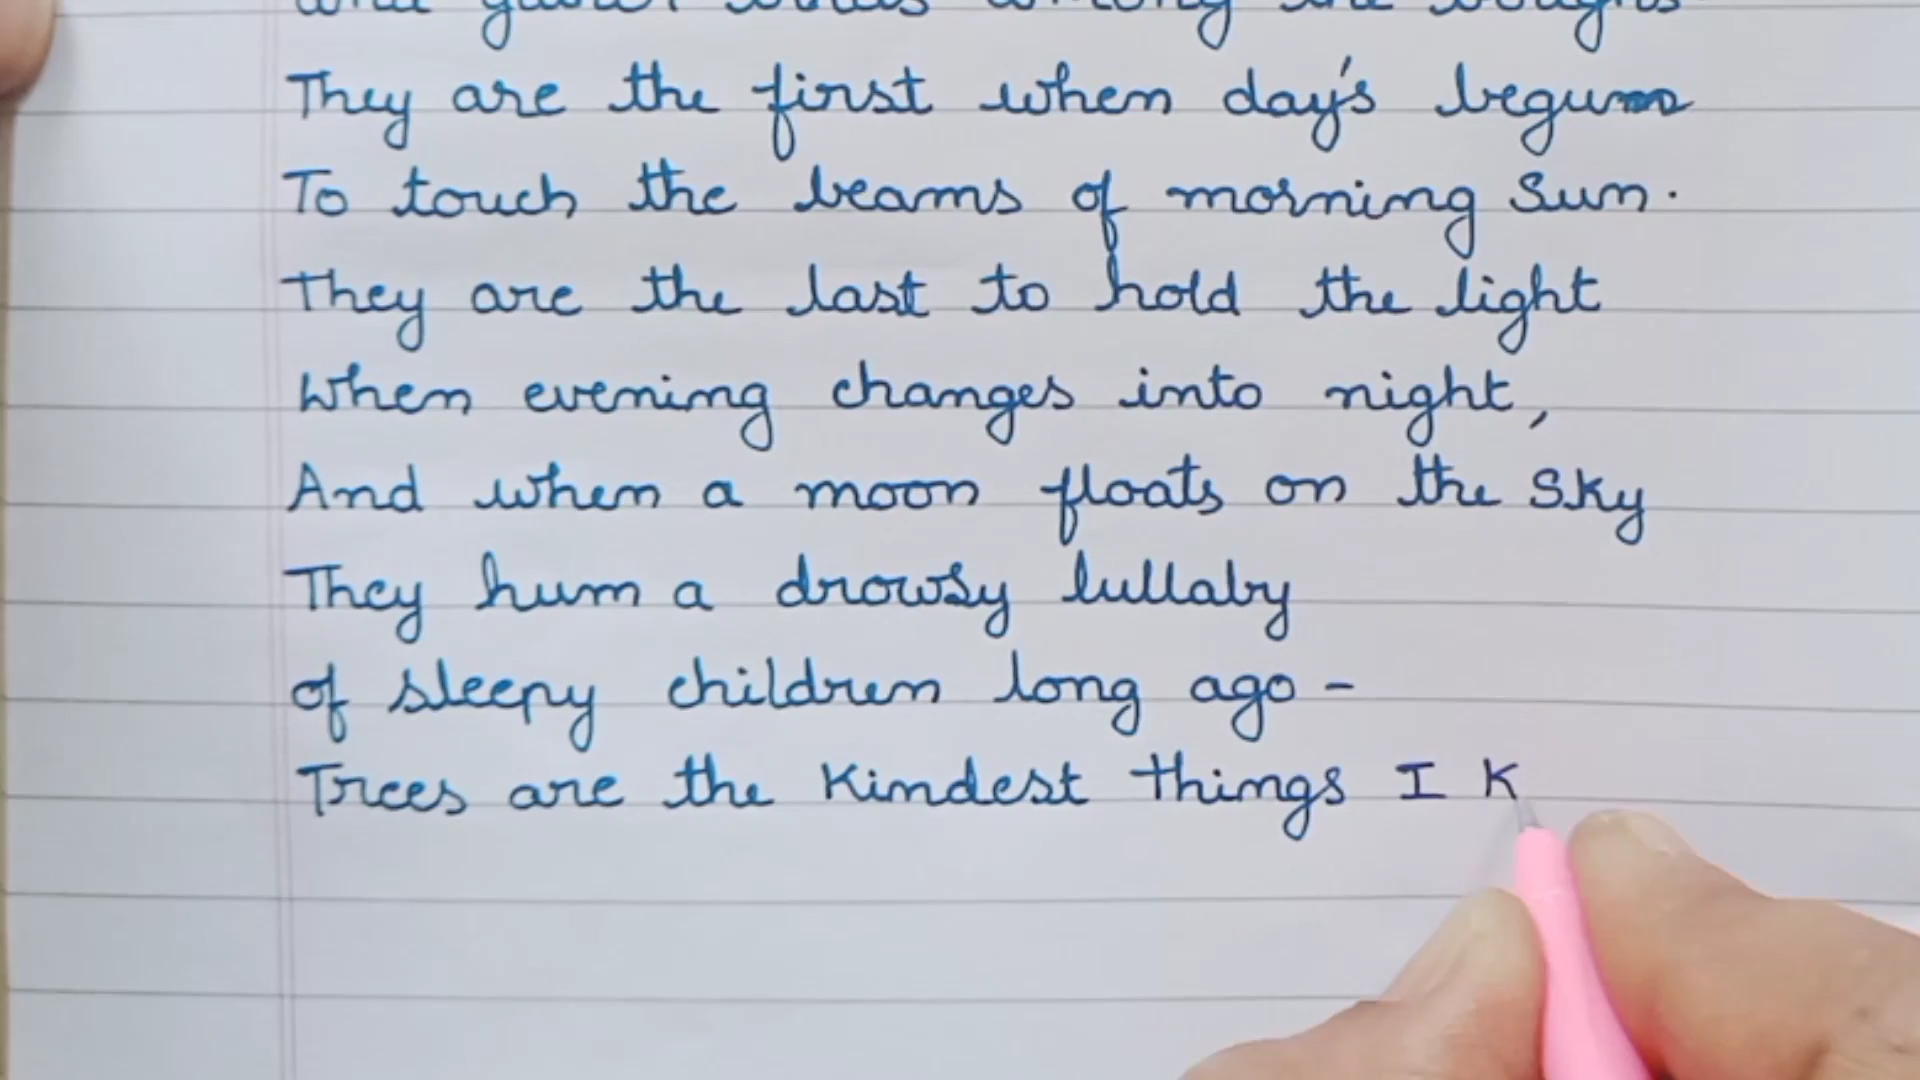 among the
They are the first when day's begun
To touch the beams of morning Sun.
They are the last to hold the light
When evening changes into night,
And when a moon floats on the Sky
They hum a drowsy lullaby
of sleepy children long ago -
Trees are the Kindest things I K